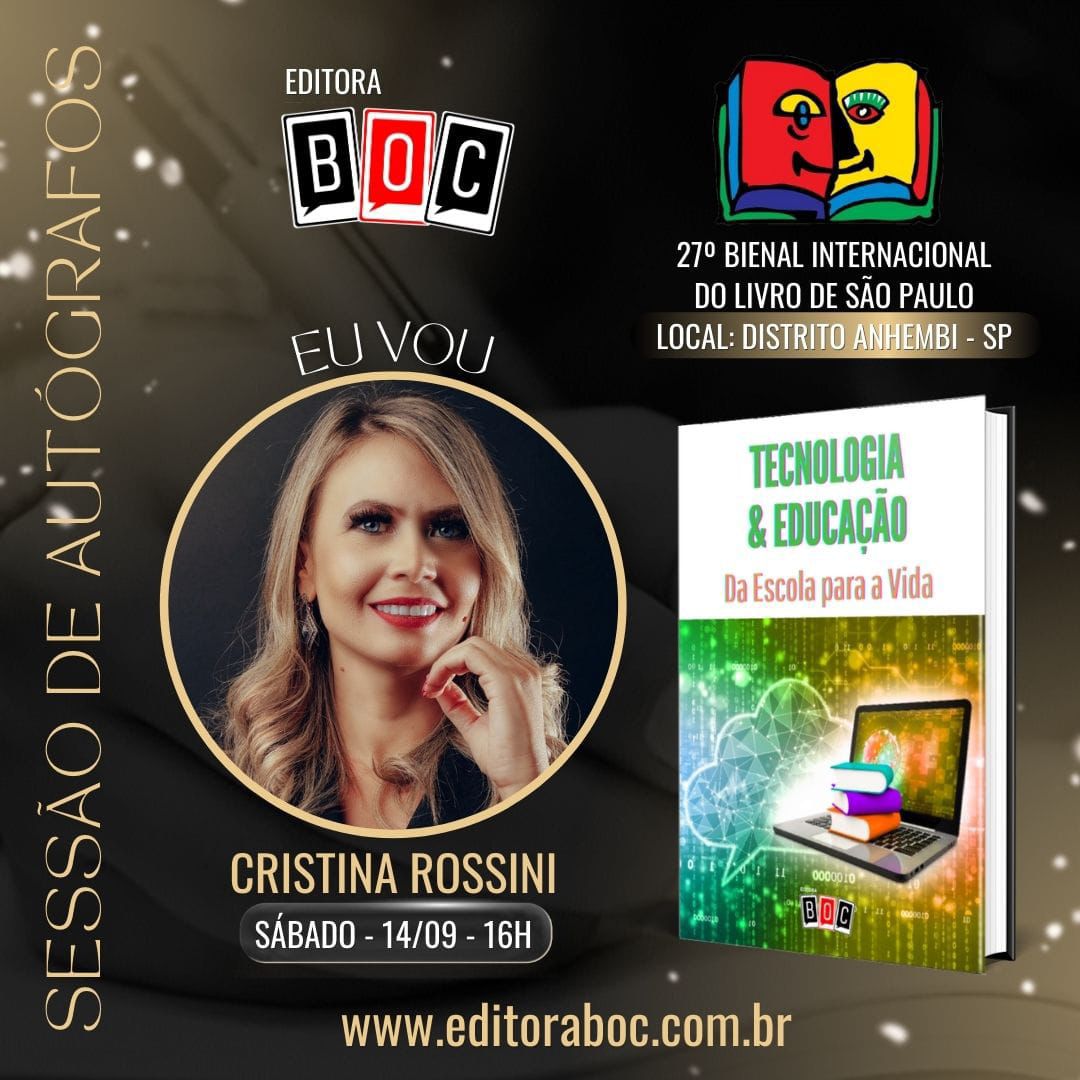 SESSÃO DE AUTÓGRAFOS
EDITORA
BOC
27º BIENAL INTERNACIONAL
DO LIVRO DE SÃO PAULO
LOCAL: DISTRITO ANHEMBI - SP
EU VOU
TECNOLOGIA
& EDUCAÇÃO
Da Escola para a Vida
EDITORA
BOC
CRISTINA ROSSINI
SÁBADO - 14/09 - 16H
www.editoraboc.com.br